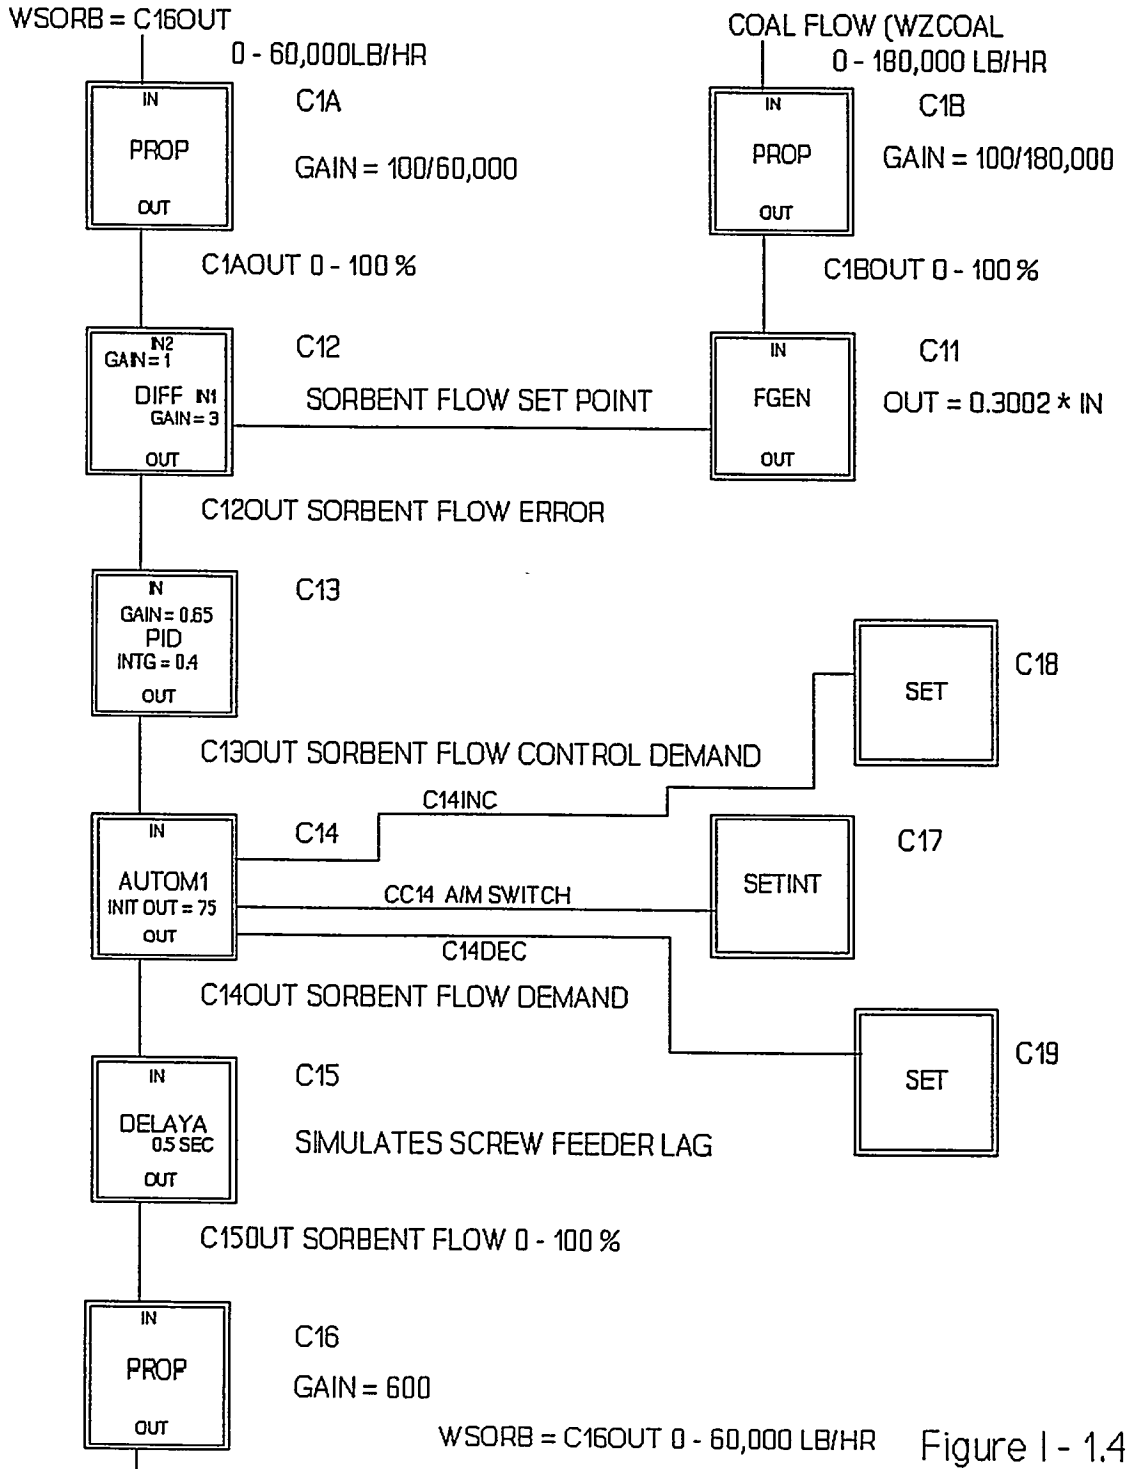 WSORB = C16OUT
0 - 60,000LB/HR
COAL FLOW (WZCOAL
0 - 180,000 LB/HR
IN
PROP
OUT
C1A
GAIN = 100/60,000
IN
PROP
OUT
C1B
GAIN = 100/180,000
C1AOUT 0 - 100 %
C1BOUT 0 - 100 %
IN2
GAIN = 1
DIFF IN1
GAIN = 3
OUT
C12
SORBENT FLOW SET POINT
IN
FGEN
OUT
C11
OUT = 0.3002 * IN
C12OUT SORBENT FLOW ERROR
IN
GAIN = 0.65
PID
INTG = 0.4
OUT
C13
SET
C18
C13OUT SORBENT FLOW CONTROL DEMAND
C14INC
IN
AUTOM1
INIT OUT = 75
OUT
C14
CC14 A/M SWITCH
SETINT
C17
C14DEC
C14OUT SORBENT FLOW DEMAND
SET
C19
IN
DELAYA
0.5 SEC
OUT
C15
SIMULATES SCREW FEEDER LAG
C15OUT SORBENT FLOW 0 - 100 %
IN
PROP
OUT
C16
GAIN = 600
WSORB = C16OUT 0 - 60,000 LB/HR
Figure I - 1.4